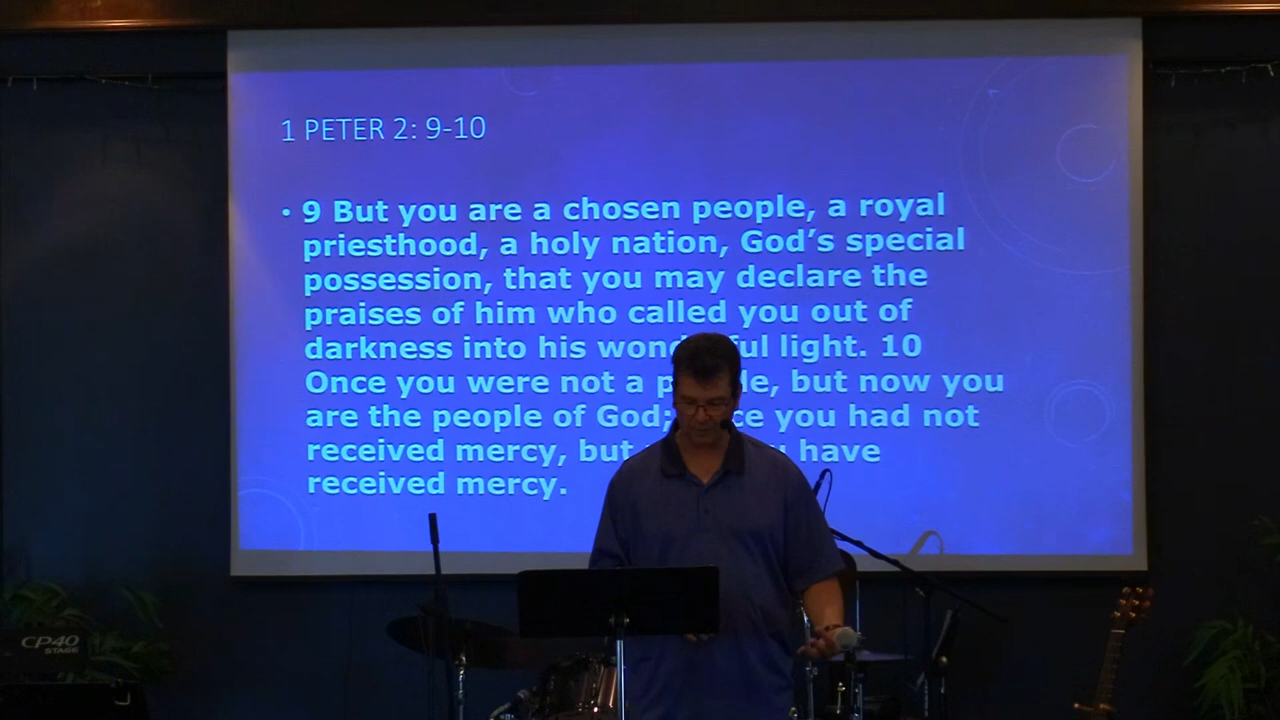 1 PETER 2: 9-10
• 9 But you are a chosen people, a royal
priesthood, a holy nation, God's special
possession, that you may declare the
praises of him who called you out of
darkness into his light. 10
Once you were not a but now you
are the people of God; you had not
received mercy, but have
received mercy.
CP40
STAGE